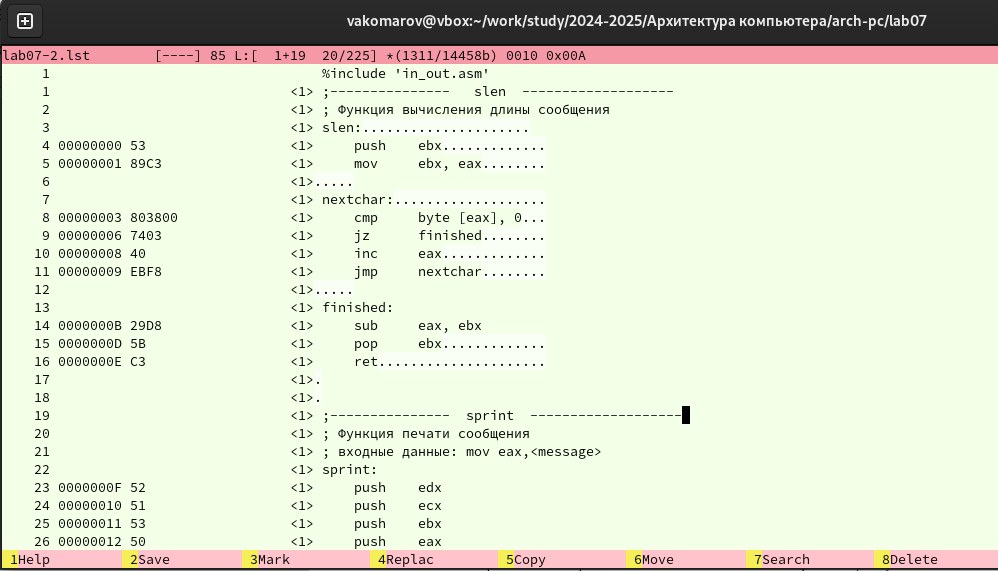 vakomarov@vbox:~/work/study/2024-2025/Архитектура компьютера/arch-pc/lab07
lab07-2.lst        [----] 85 L:[  1+19  20/225] *(1311/14458b) 0010 0x00A
     1                                  %include 'in_out.asm'
     1                              <1> ;---------------   slen  -------------------
     2                              <1> ; Функция вычисления длины сообщения
     3                              <1> slen:.....................
     4 00000000 53                  <1>     push    ebx.............
     5 00000001 89C3                <1>     mov     ebx, eax........
     6                              <1>.....
     7                              <1> nextchar:...................
     8 00000003 803800              <1>     cmp     byte [eax], 0...
     9 00000006 7403                <1>     jz      finished........
    10 00000008 40                  <1>     inc     eax.............
    11 00000009 EBF8                <1>     jmp     nextchar........
    12                              <1>.....
    13                              <1> finished:
    14 0000000B 29D8                <1>     sub     eax, ebx
    15 0000000D 5B                  <1>     pop     ebx.............
    16 0000000E C3                  <1>     ret.....................
    17                              <1>.
    18                              <1>.
    19                              <1> ;---------------  sprint  -------------------
    20                              <1> ; Функция печати сообщения
    21                              <1> ; входные данные: mov eax,<message>
    22                              <1> sprint:
    23 0000000F 52                  <1>     push    edx
    24 00000010 51                  <1>     push    ecx
    25 00000011 53                  <1>     push    ebx
    26 00000012 50                  <1>     push    eax
1Help 2Save 3Mark 4Replac 5Copy 6Move 7Search 8Delete